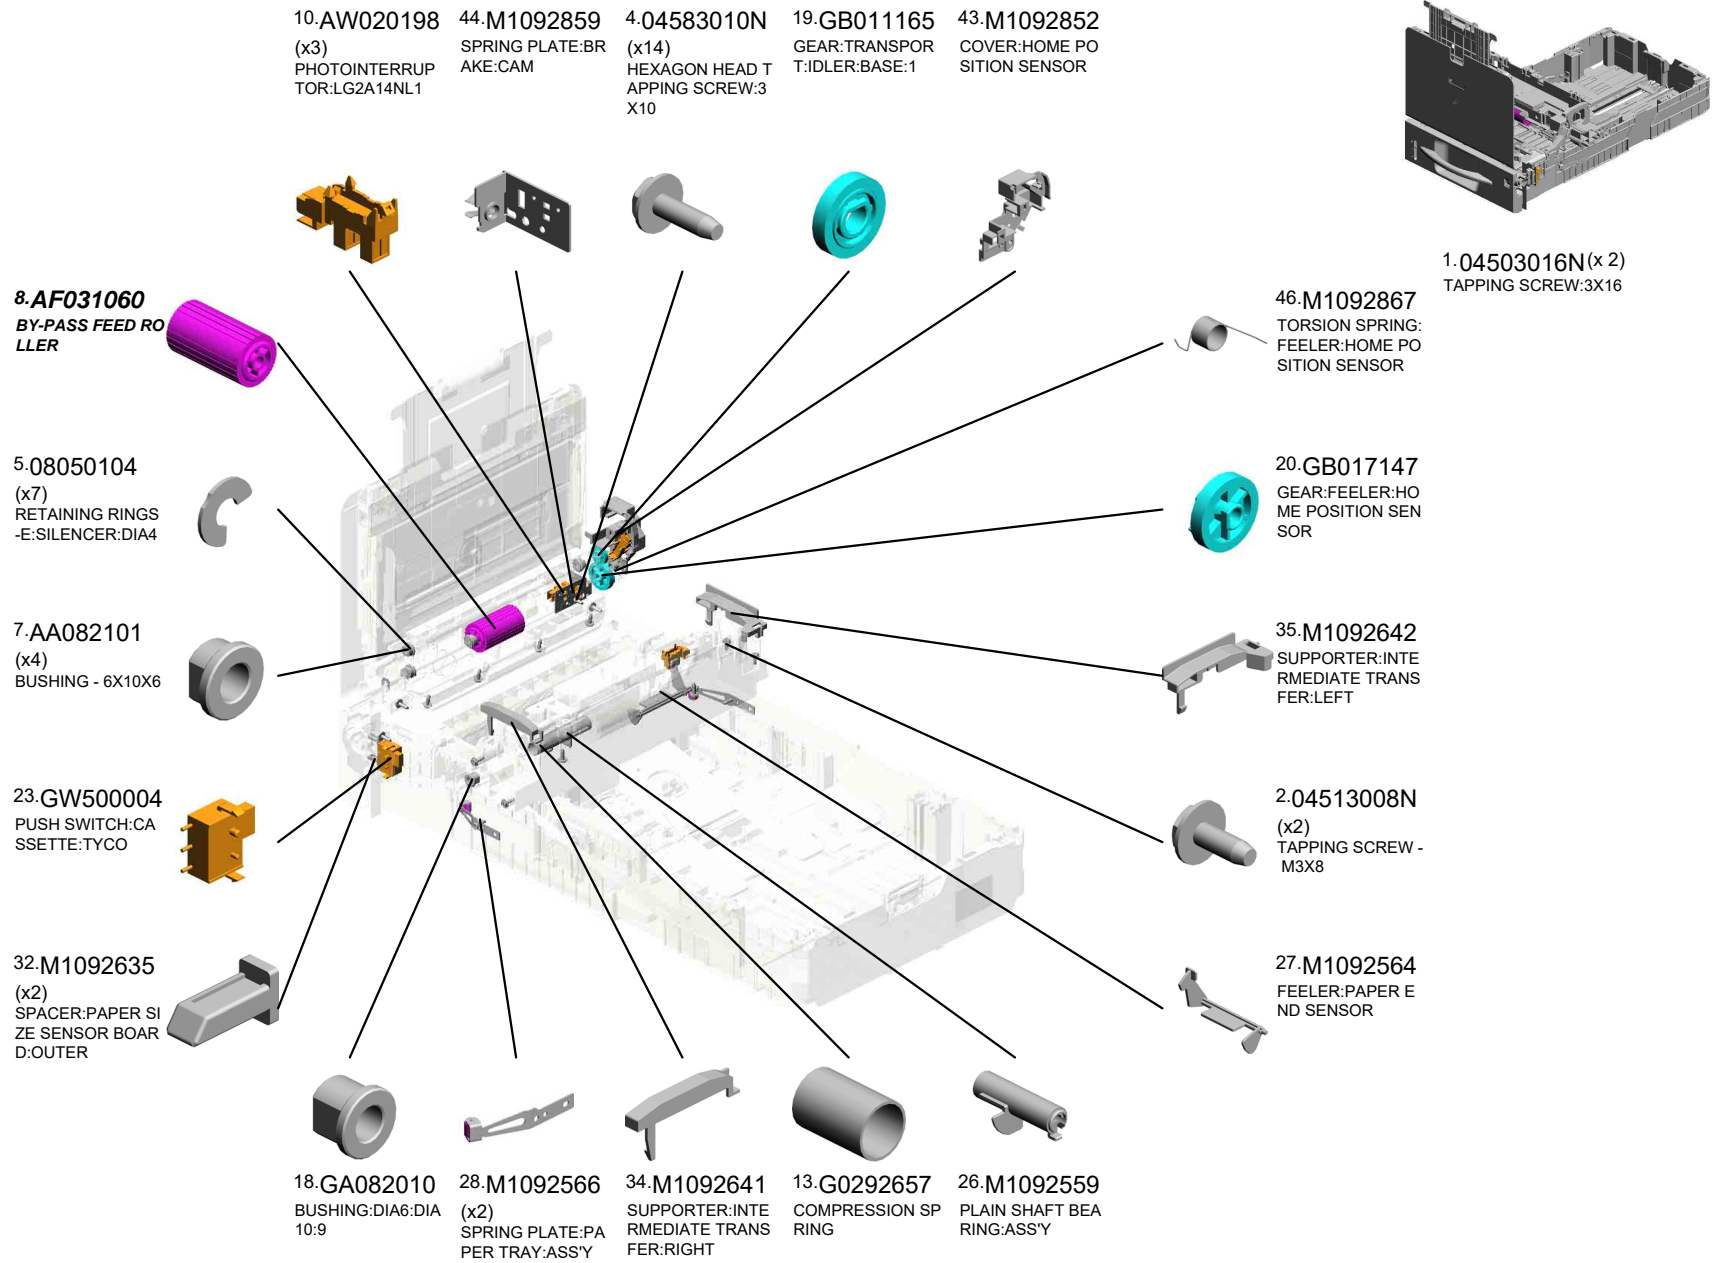 10.AW020198
(x3)
PHOTOINTERRUP
TOR:LG2A14NL1
44.M1092859
SPRING PLATE:BR
AKE:CAM
4.04583010N
(x14)
HEXAGON HEAD T
APPING SCREW:3
X10
19.GB011165
GEAR:TRANSPOR
T:IDLER:BASE:1
43.M1092852
COVER:HOME PO
SITION SENSOR
1.04503016N(x 2)
TAPPING SCREW:3X16
8.AF031060
BY-PASS FEED RO
LLER
46.M1092867
TORSION SPRING:
FEELER:HOME PO
SITION SENSOR
5.08050104
(x7)
RETAINING RINGS
-E:SILENCER:DIA4
20.GB017147
GEAR:FEELER:HO
ME POSITION SEN
SOR
7.AA082101
(x4)
BUSHING - 6X10X6
35.M1092642
SUPPORTER:INTE
RMEDIATE TRANS
FER:LEFT
23.GW500004
PUSH SWITCH:CA
SSETTE:TYCO
2.04513008N
(x2)
TAPPING SCREW -
M3X8
32.M1092635
(x2)
SPACER:PAPER SI
ZE SENSOR BOAR
D:OUTER
27.M1092564
FEELER:PAPER E
ND SENSOR
18.GA082010
BUSHING:DIA6:DIA
10:9
28.M1092566
(x2)
SPRING PLATE:PA
PER TRAY:ASS'Y
34.M1092641
SUPPORTER:INTE
RMEDIATE TRANS
FER:RIGHT
13.G0292657
COMPRESSION SP
RING
26.M1092559
PLAIN SHAFT BEA
RING:ASS'Y